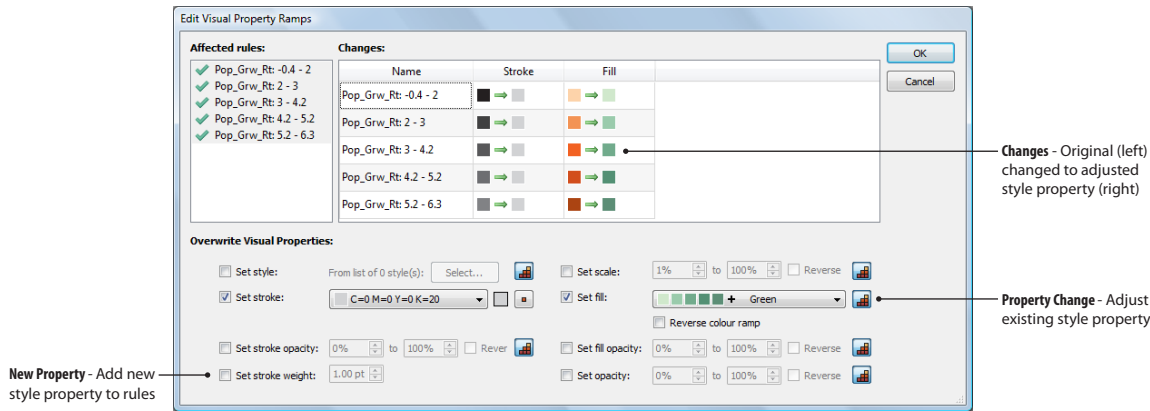 Edit Visual Property Ramps
Affected rules:
Changes:
OK
Cancel
Pop_Grw_Rt: -0.4 - 2
Pop_Grw_Rt: 2 - 3
Pop_Grw_Rt: 3 - 4.2
Pop_Grw_Rt: 4.2 - 5.2
Pop_Grw_Rt: 5.2 - 6.3
Name Stroke Fill
Pop_Grw_Rt: -0.4 - 2
Pop_Grw_Rt: 2 - 3
Pop_Grw_Rt: 3 - 4.2
Pop_Grw_Rt: 4.2 - 5.2
Pop_Grw_Rt: 5.2 - 6.3
Changes - Original (left)
changed to adjusted
style property (right)
Overwrite Visual Properties:
Set style: From list of 0 style(s): Select...
Set scale: 1% to 100% Reverse
Set stroke: C=0 M=0 Y=0 K=20
Set fill: + Green
Reverse colour ramp
Property Change - Adjust
existing style property
Set stroke opacity: 0% to 100% Rever
Set fill opacity: 0% to 100% Reverse
Set stroke weight: 1.00 pt
Set opacity: 0% to 100% Reverse
New Property - Add new
style property to rules